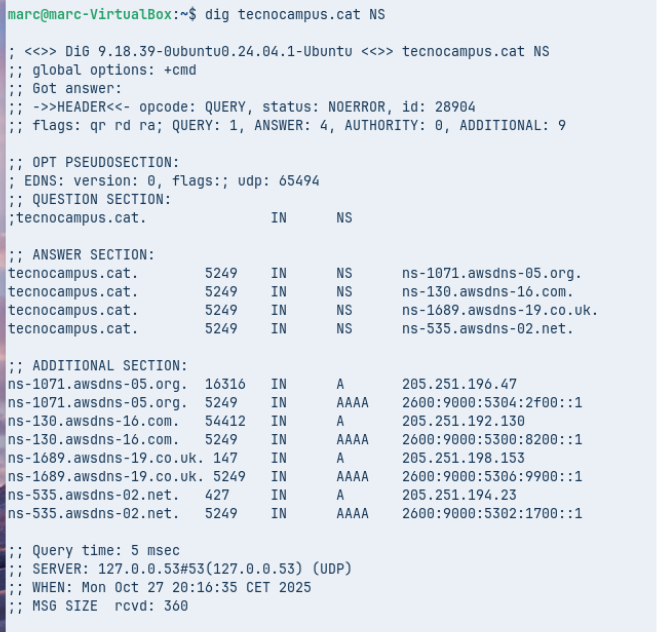 marc@marc-VirtualBox:~$ dig tecnocampus.cat NS
; <<>> DiG 9.18.39-0ubuntu0.24.04.1-Ubuntu <<>> tecnocampus.cat NS
;; global options: +cmd
;; Got answer:
;; ->>HEADER<<- opcode: QUERY, status: NOERROR, id: 28904
;; flags: qr rd ra; QUERY: 1, ANSWER: 4, AUTHORITY: 0, ADDITIONAL: 9
;; OPT PSEUDOSECTION:
; EDNS: version: 0, flags:; udp: 65494
;; QUESTION SECTION:
;tecnocampus.cat. IN NS
;; ANSWER SECTION:
tecnocampus.cat. 5249 IN NS ns-1071.awsdns-05.org.
tecnocampus.cat. 5249 IN NS ns-130.awsdns-16.com.
tecnocampus.cat. 5249 IN NS ns-1689.awsdns-19.co.uk.
tecnocampus.cat. 5249 IN NS ns-535.awsdns-02.net.
;; ADDITIONAL SECTION:
ns-1071.awsdns-05.org. 16316 IN A 205.251.196.47
ns-1071.awsdns-05.org. 5249 IN AAAA 2600:9000:5304:2f00::1
ns-130.awsdns-16.com. 54412 IN A 205.251.192.130
ns-130.awsdns-16.com. 5249 IN AAAA 2600:9000:5300:8200::1
ns-1689.awsdns-19.co.uk. 147 IN A 205.251.198.153
ns-1689.awsdns-19.co.uk. 5249 IN AAAA 2600:9000:5306:9900::1
ns-535.awsdns-02.net. 427 IN A 205.251.194.23
ns-535.awsdns-02.net. 5249 IN AAAA 2600:9000:5302:1700::1
;; Query time: 5 msec
;; SERVER: 127.0.0.53#53(127.0.0.53) (UDP)
;; WHEN: Mon Oct 27 20:16:35 CET 2025
;; MSG SIZE rcvd: 360